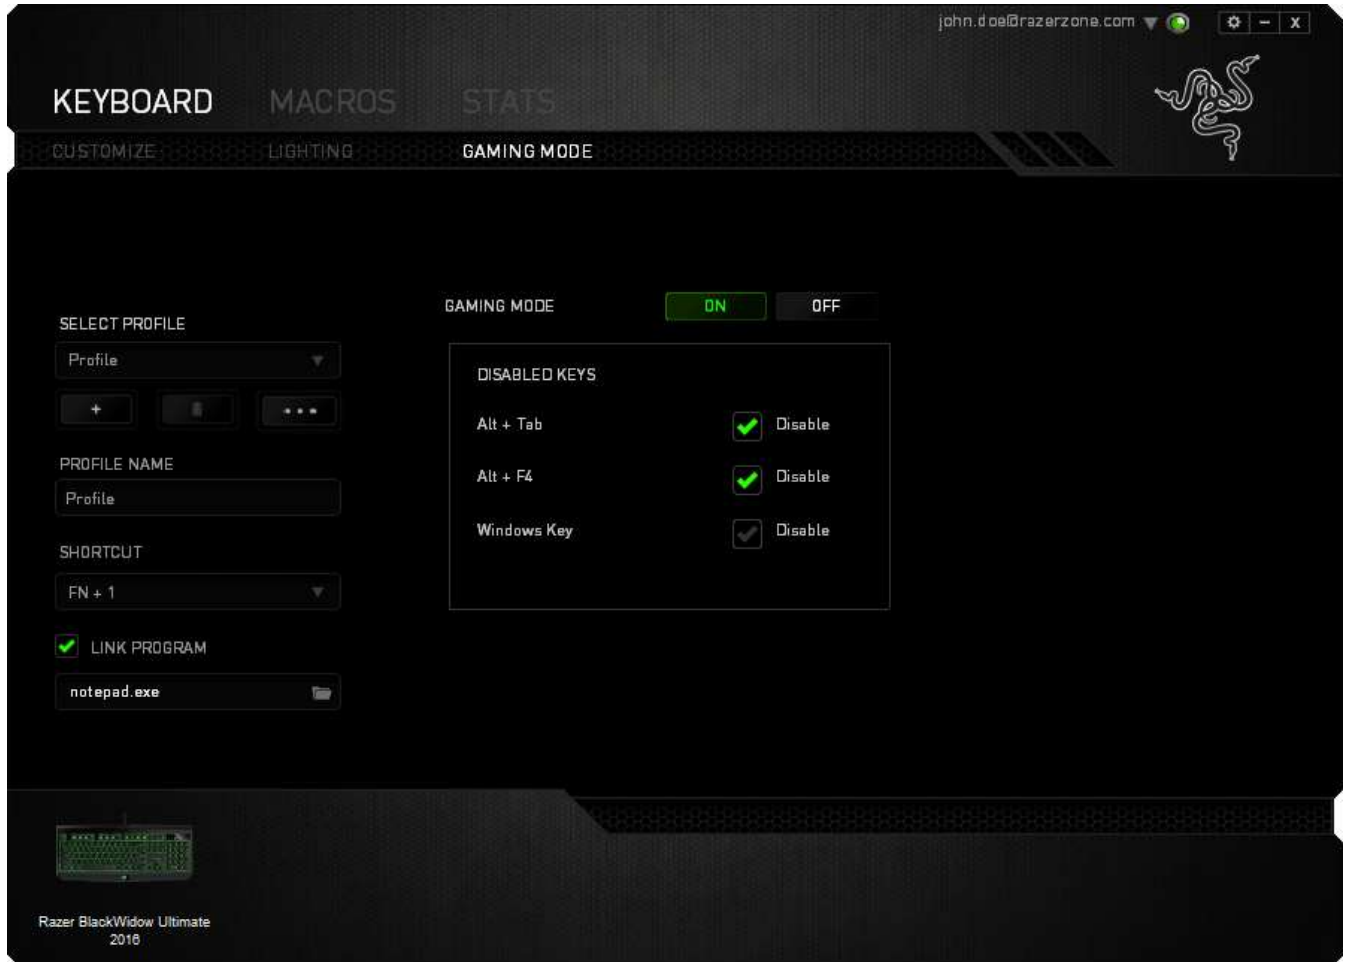 john.doe@razerzone.com
KEYBOARD MACROS STATS
CUSTOMIZE LIGHTING GAMING MODE
SELECT PROFILE
Profile
PROFILE NAME
Profile
SHORTCUT
FN + 1
LINK PROGRAM
notepad.exe
GAMING MODE ON OFF
DISABLED KEYS
Alt + Tab Disable
Alt + F4 Disable
Windows Key Disable
Razer BlackWidow Ultimate
2016